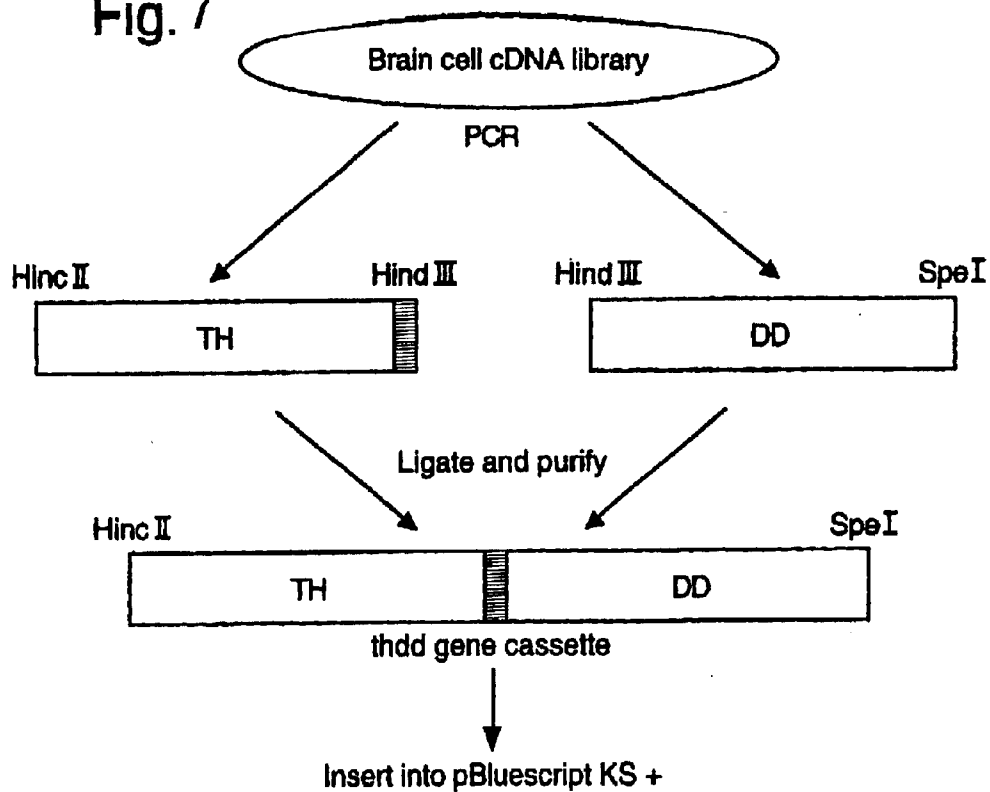 Fig. 7
Brain cell cDNA library
PCR
Hinc II
Hind III
Hind III
Spe I
TH
DD
Ligate and purify
Hinc II
Spe I
TH
DD
thdd gene cassette
Insert into pBluescript KS +